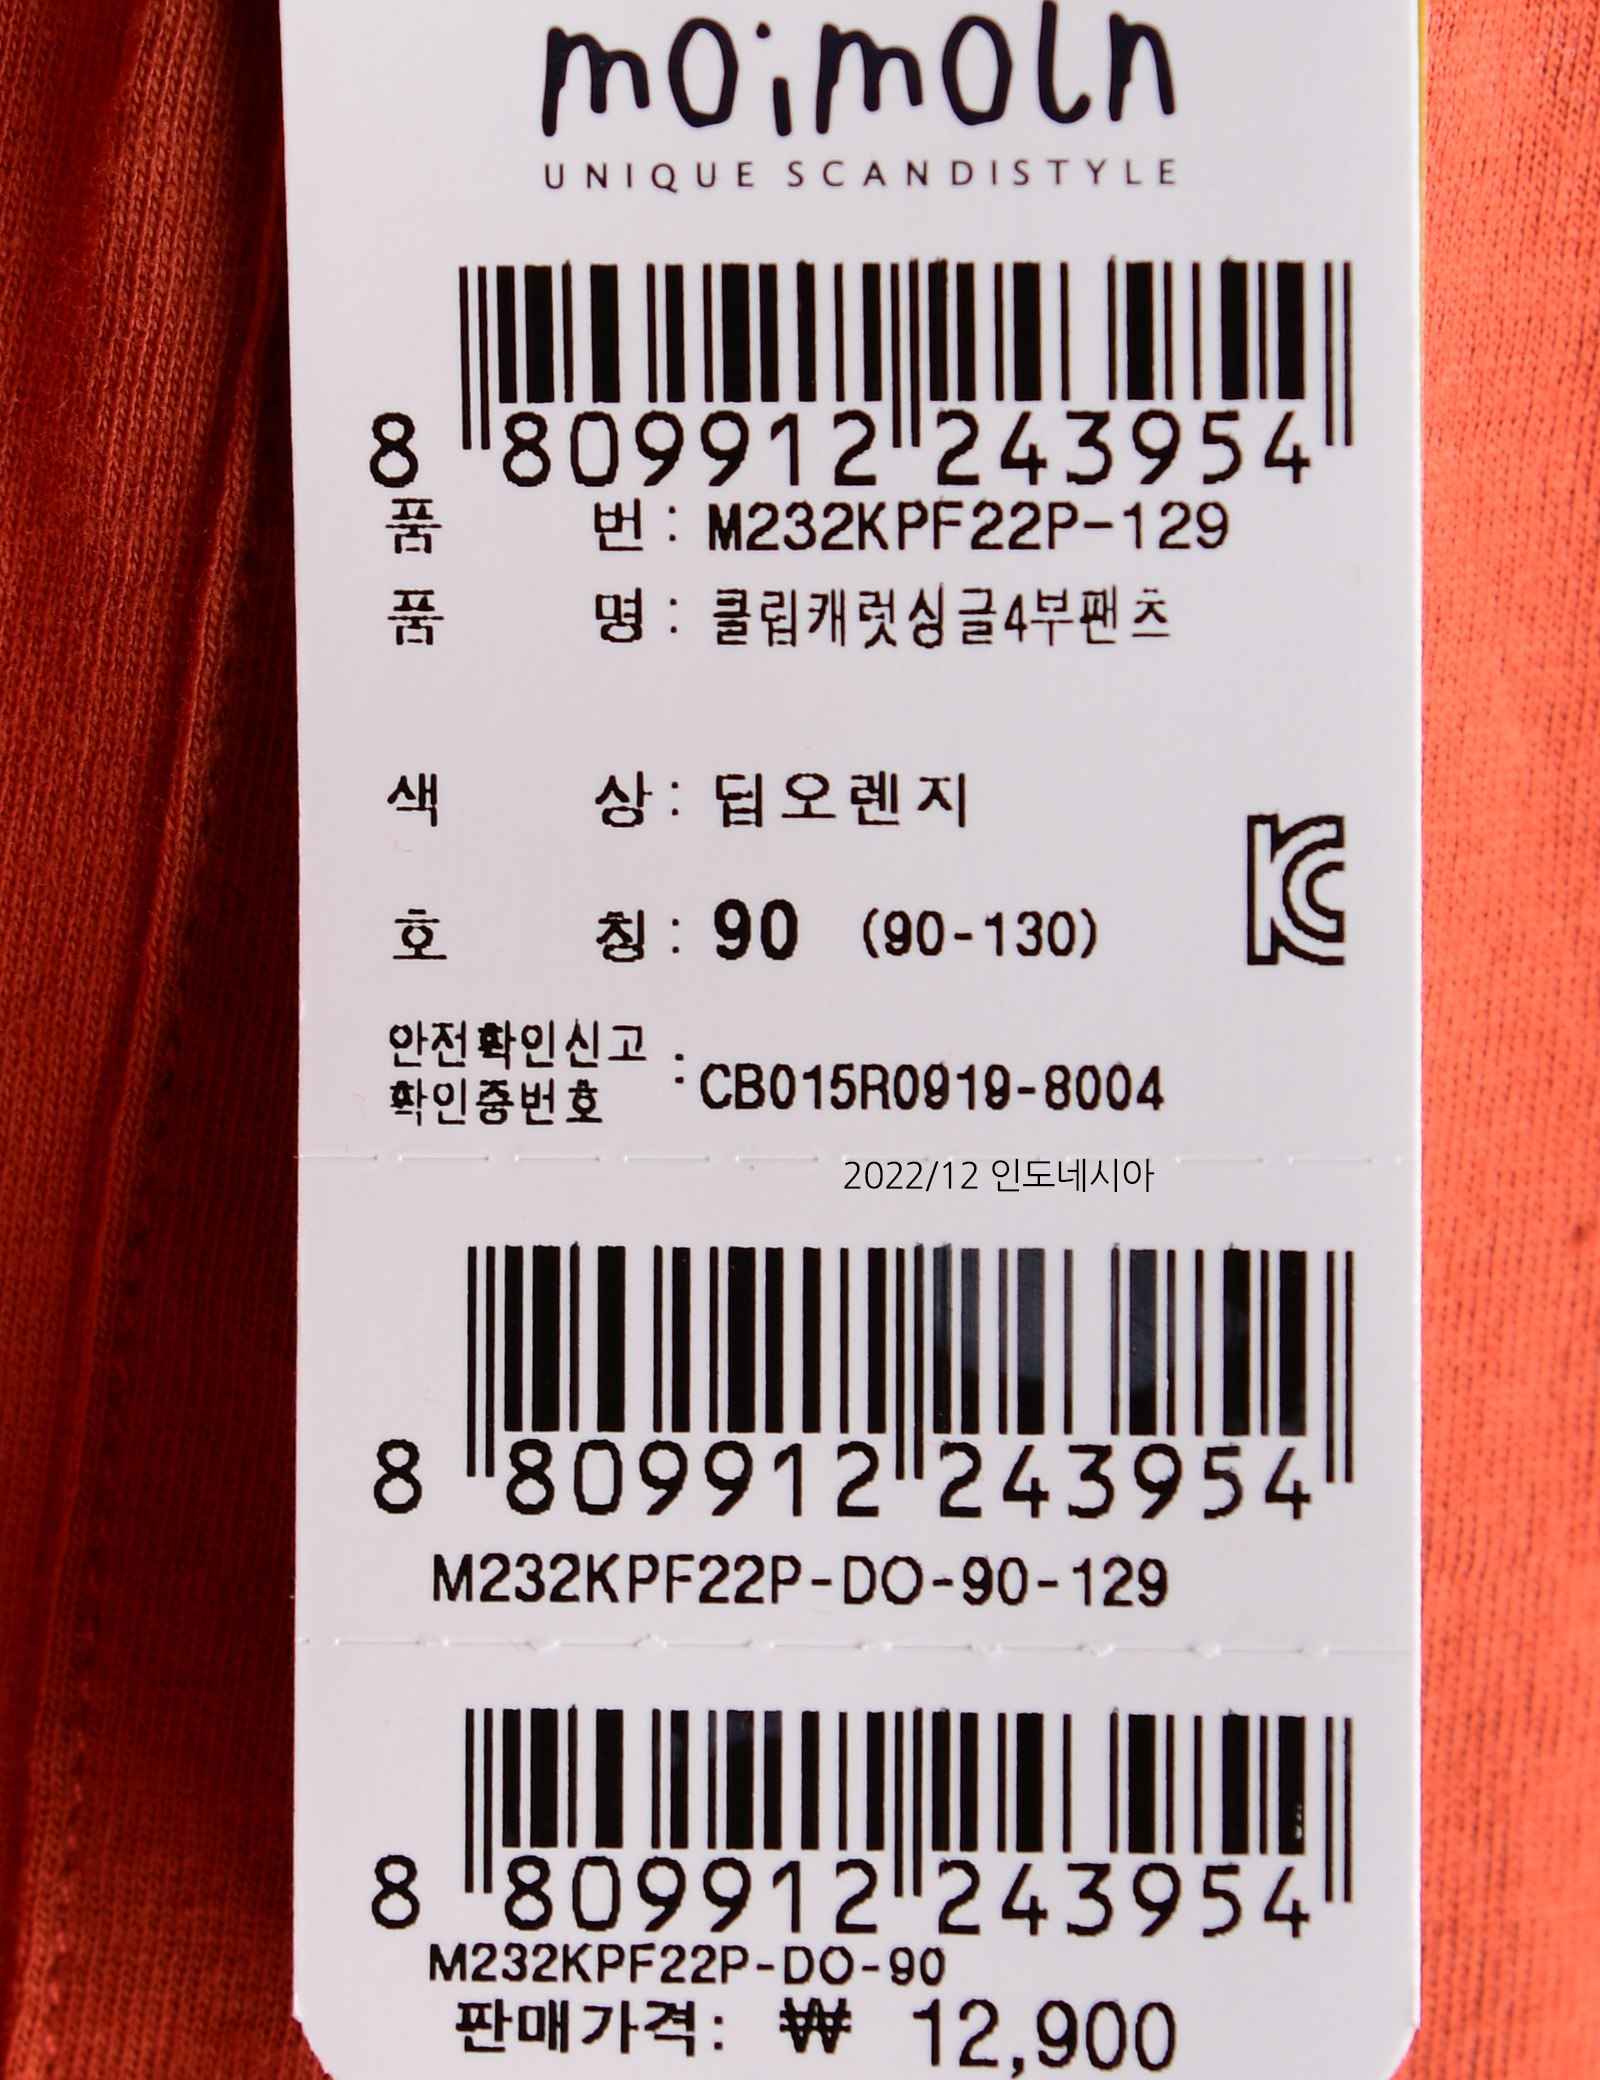 moimoln
UNIQUE SCANDISTYLE
8 809912 243954
품 번 : M232KPF22P-129
품 명 : 클립캐럿싱글4부팬츠
색 상 : 딥오렌지
호 칭 : 90 (90-130)
안전확인신고
확인증번호 : CB015R0919-8004
2022/12 인도네시아
8 809912 243954
M232KPF22P-DO-90-129
8 809912 243954
M232KPF22P-DO-90
판매가격: ₩ 12,900